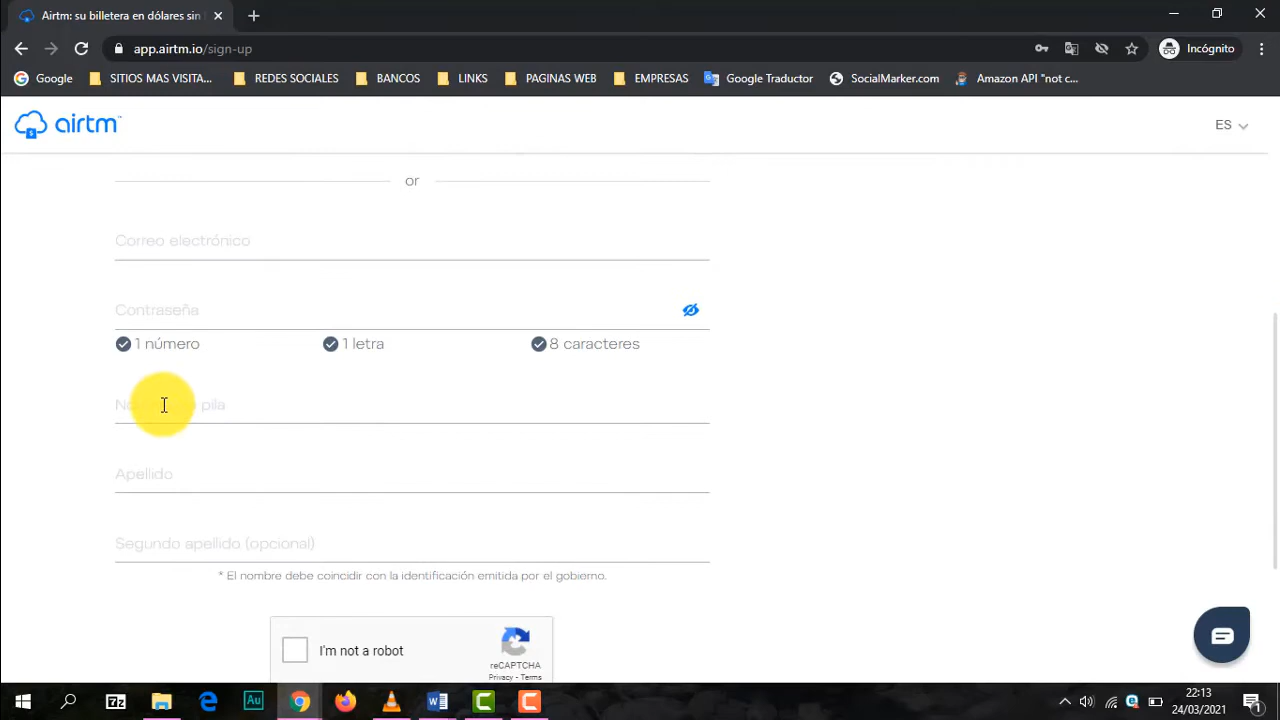 Airtm: su billetera en dólares sin
app.airtm.io/sign-up
Incógnito
Google
SITIOS MAS VISITA...
REDES SOCIALES
BANCOS
LINKS
PAGINAS WEB
EMPRESAS
Google Traductor
SocialMarker.com
Amazon API "not c...
airtm
ES
or
Correo electrónico
Contraseña
1 número
1 letra
8 caracteres
pila
Apellido
Segundo apellido (opcional)
* El nombre debe coincidir con la identificación emitida por el gobierno.
I'm not a robot
reCAPTCHA
Privacy - Terms
7z
Au
22:13
24/03/2021
1